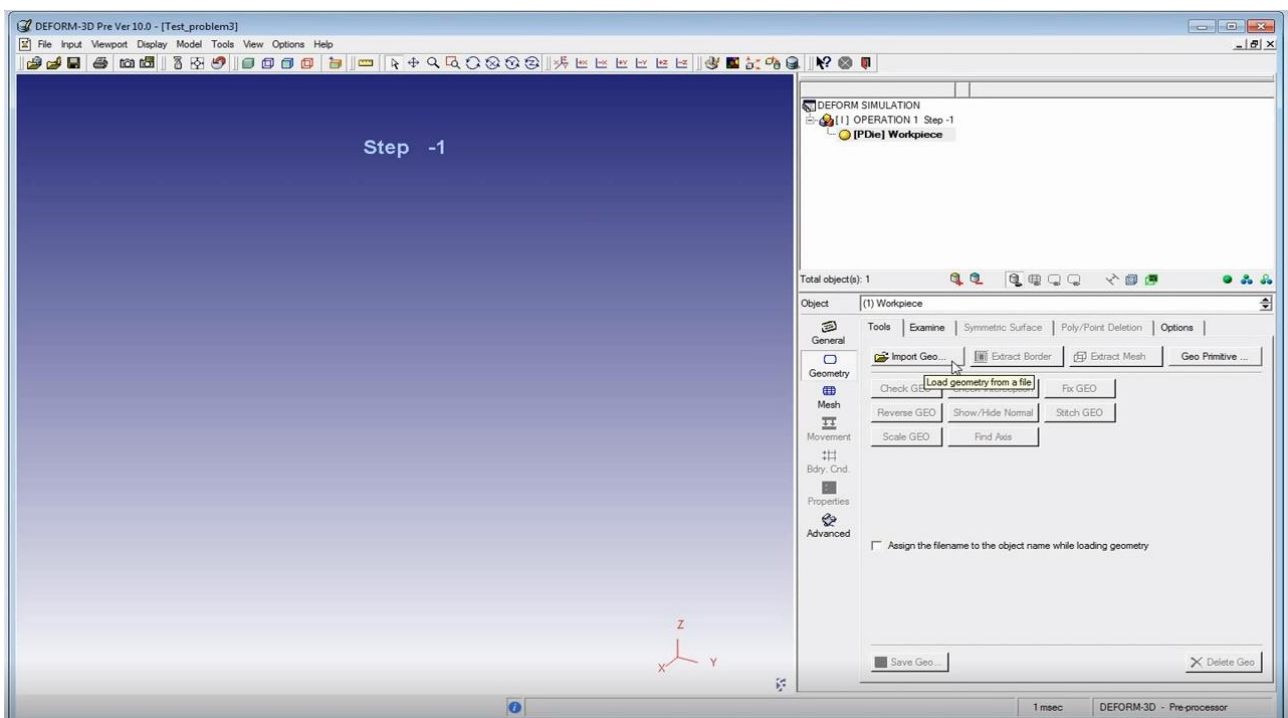 DEFORM-3D Pre Ver 10.0 - [Test_problem3]
File Input Viewport Display Model Tools View Options Help
Step -1
DEFORM SIMULATION
[1] OPERATION 1 Step -1
[PDie] Workpiece
Total object(s): 1
Object (1) Workpiece
General
Geometry
Mesh
Movement
Bdry. Cnd.
Properties
Advanced
Tools Examine Symmetric Surface Poly/Point Deletion Options
Import Geo... Extract Border Extract Mesh Geo Primitive ...
Load geometry from a file
Check GEO Fix GEO
Reverse GEO Show/Hide Normal Stitch GEO
Scale GEO Find Axis
Assign the filename to the object name while loading geometry
Save Geo... Delete Geo
Z
X Y
1 msec DEFORM-3D - Pre-processor